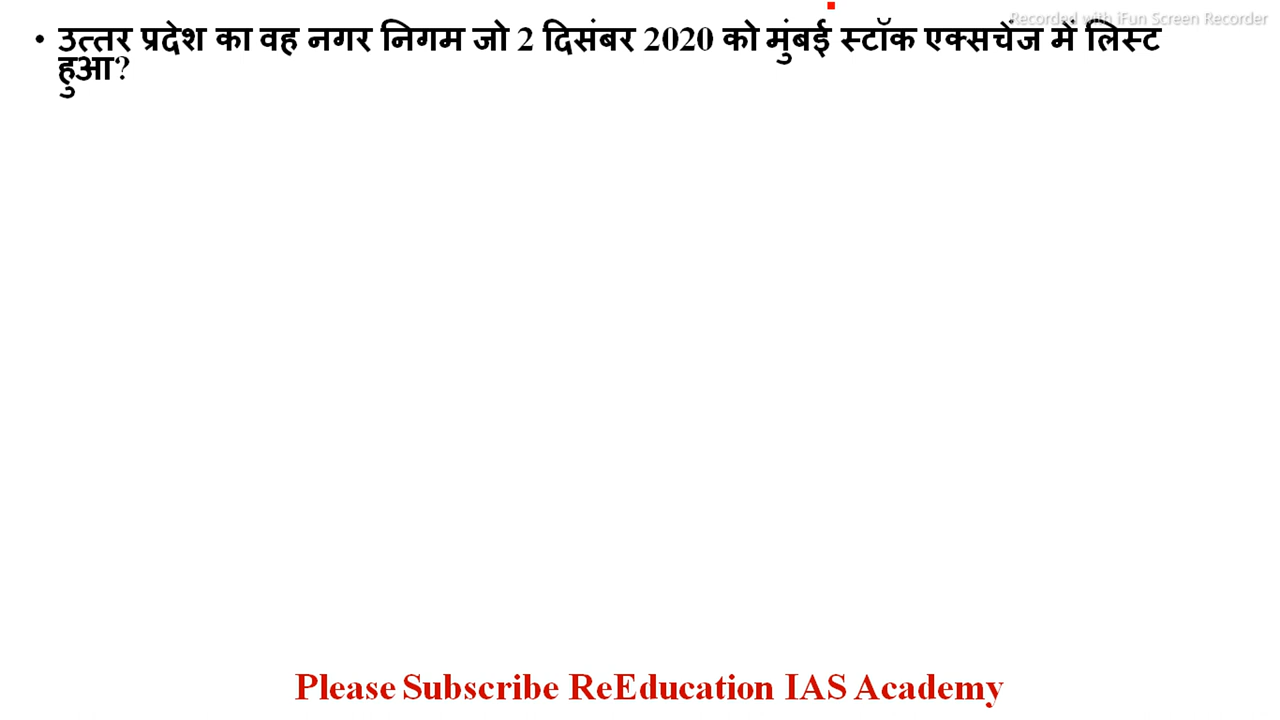 Recorded with iFun Screen Recorder
• उत्तर प्रदेश का वह नगर निगम जो 2 दिसंबर 2020 को मुंबई स्टॉक एक्सचेंज में लिस्ट
हुआ?
Please Subscribe ReEducation IAS Academy